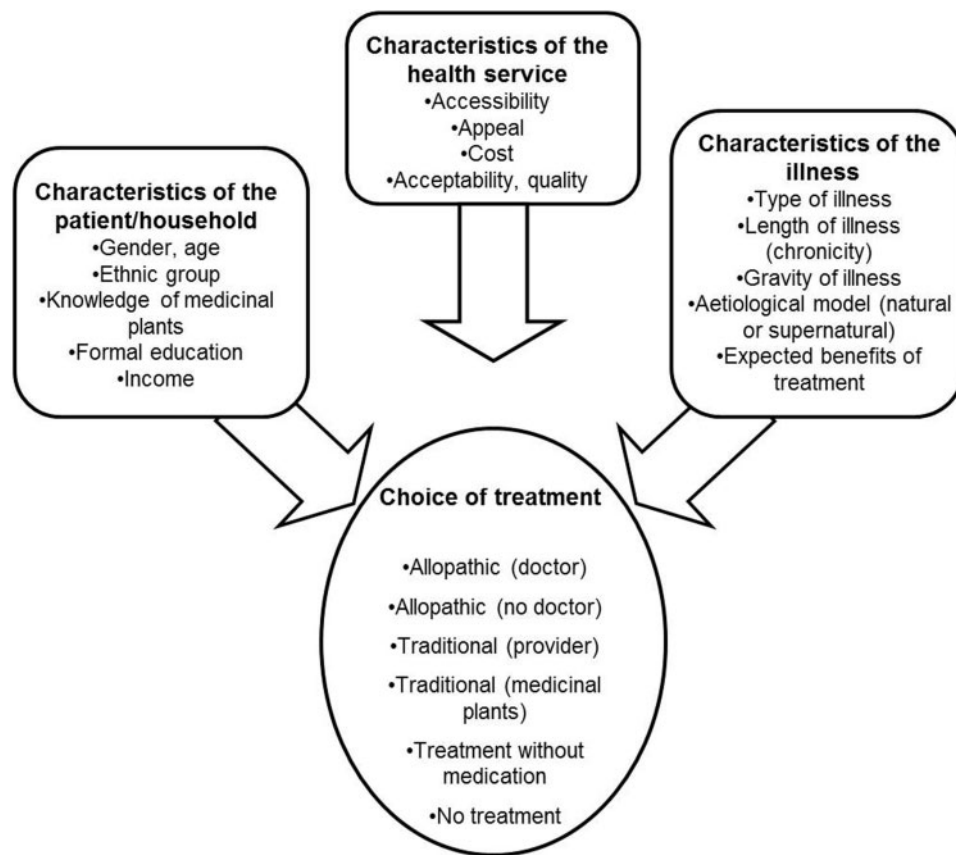 Characteristics of the
health service
•Accessibility
•Appeal
•Cost
•Acceptability, quality
Characteristics of the
patient/household
•Gender, age
•Ethnic group
•Knowledge of medicinal
plants
•Formal education
•Income
Characteristics of the
illness
•Type of illness
•Length of illness
(chronicity)
•Gravity of illness
•Aetiological model (natural
or supernatural)
•Expected benefits of
treatment
Choice of treatment
•Allopathic (doctor)
•Allopathic (no doctor)
•Traditional (provider)
•Traditional (medicinal
plants)
•Treatment without
medication
•No treatment